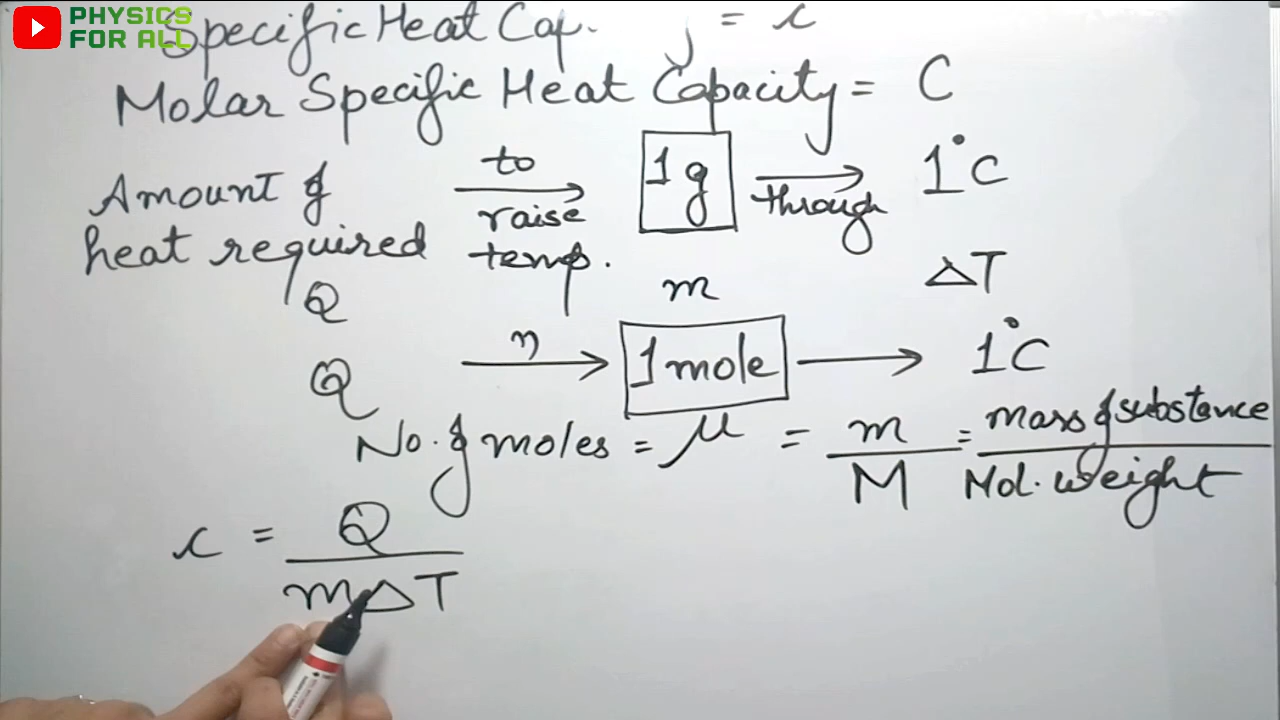 PHYSICS
FOR ALL
Specific Heat Cap. = c
Molar Specific Heat Capacity = C
Amount of heat required
to raise temp.
1g
through
1°C
Q
m
ΔT
Q
n
1 mole
1°C
No. of moles = μ = m/M = Mass of substance/Mol. weight
c = Q/mΔT